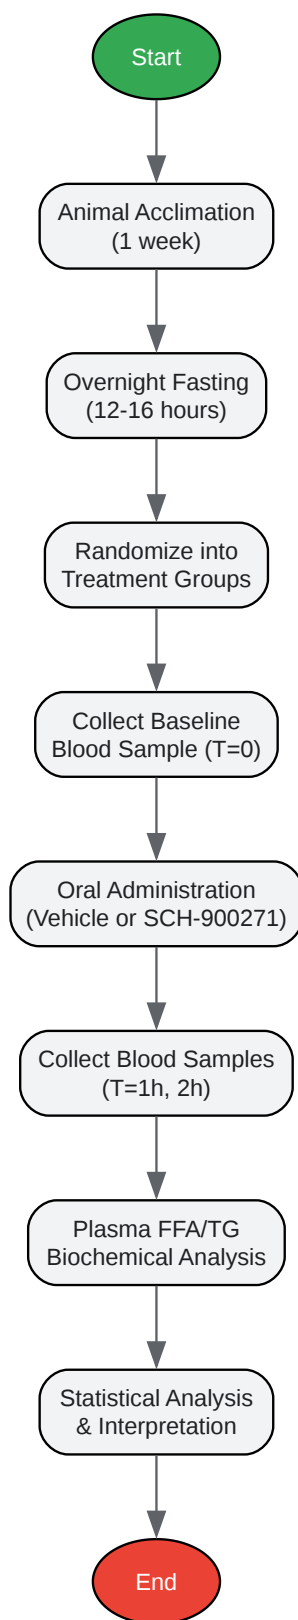 Start
Animal Acclimation
(1 week)
Overnight Fasting
(12-16 hours)
Randomize into
Treatment Groups
Collect Baseline
Blood Sample (T=0)
Oral Administration
(Vehicle or SCH-900271)
Collect Blood Samples
(T=1h, 2h)
Plasma FFA/TG
Biochemical Analysis
Statistical Analysis
& Interpretation
End